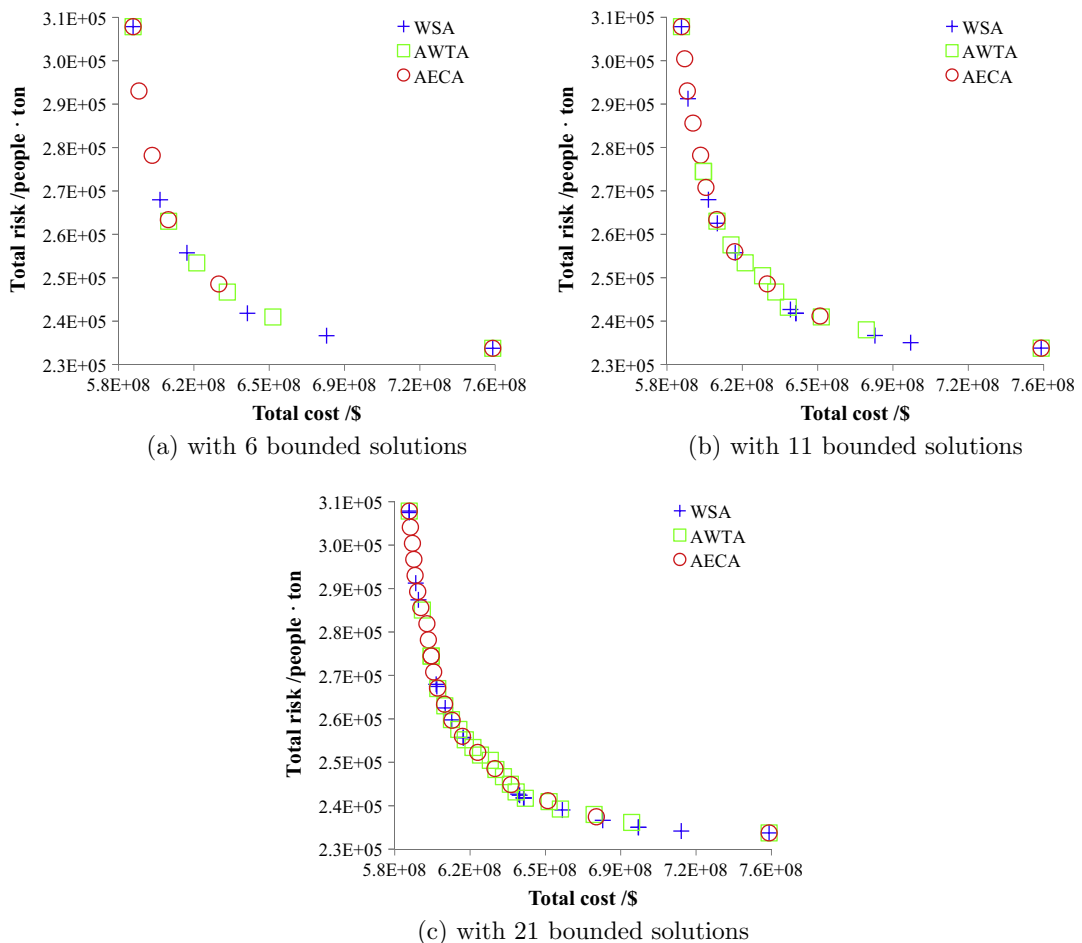 3.1E+05
3.0E+05
2.9E+05
2.8E+05
2.7E+05
2.6E+05
2.5E+05
2.4E+05
2.3E+05
Total risk /people · ton
WSA
AWTA
AECA
5.8E+08 6.2E+08 6.5E+08 6.9E+08 7.2E+08 7.6E+08
Total cost /$
(a) with 6 bounded solutions
3.1E+05
3.0E+05
2.9E+05
2.8E+05
2.7E+05
2.6E+05
2.5E+05
2.4E+05
2.3E+05
Total risk /people · ton
WSA
AWTA
AECA
5.8E+08 6.2E+08 6.5E+08 6.9E+08 7.2E+08 7.6E+08
Total cost /$
(b) with 11 bounded solutions
3.1E+05
3.0E+05
2.9E+05
2.8E+05
2.7E+05
2.6E+05
2.5E+05
2.4E+05
2.3E+05
Total risk /people · ton
WSA
AWTA
AECA
5.8E+08 6.2E+08 6.5E+08 6.9E+08 7.2E+08 7.6E+08
Total cost /$
(c) with 21 bounded solutions